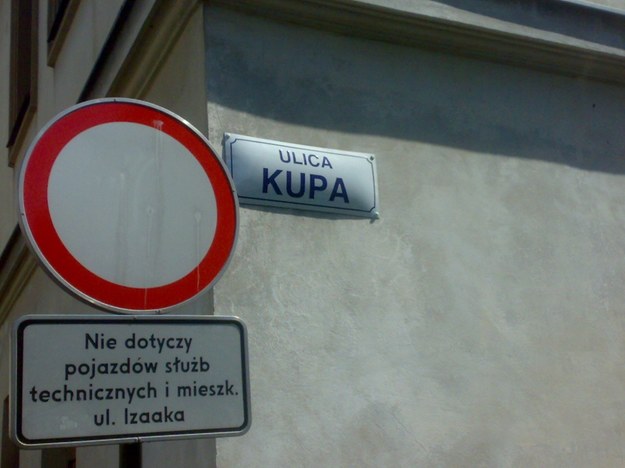 ULICA
KUPA
Nie dotyczy
pojazdów służb
technicznych i mieszk.
ul. Izaaka